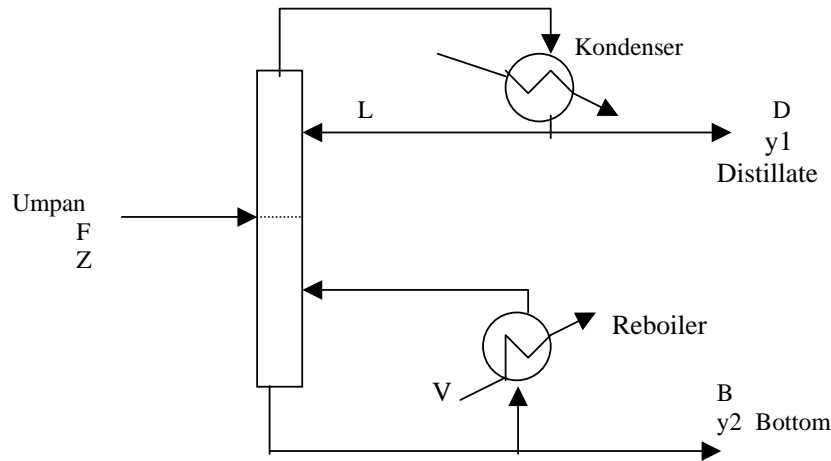 Kondenser
L
D
y1
Distillate
Umpan
F
Z
Reboiler
V
B
y2 Bottom